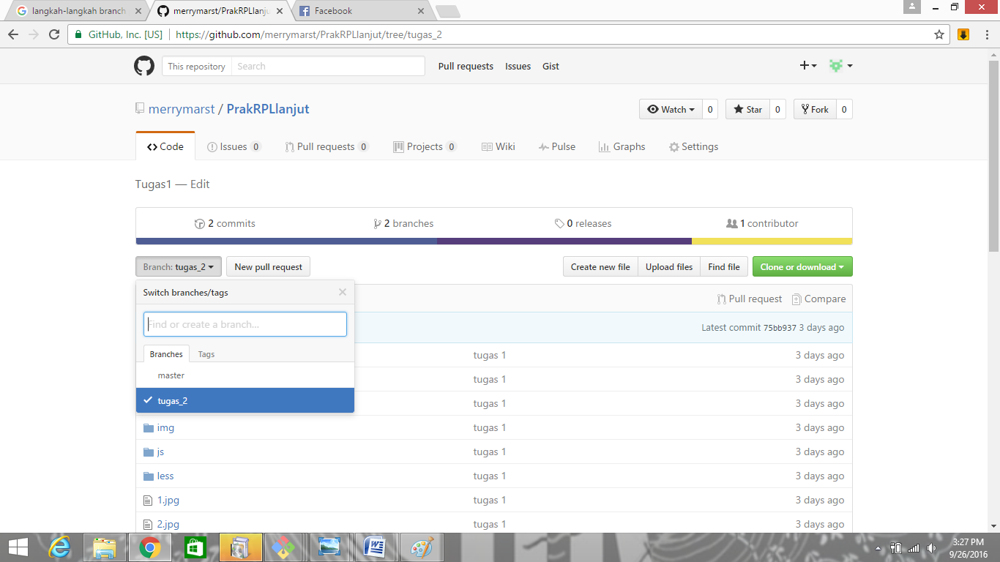 langkah-langkah branch
merrymarst/PrakRPLlanju
Facebook
GitHub, Inc. [US]
https://github.com/merrymarst/PrakRPLlanjut/tree/tugas_2
This repository
Search
Pull requests
Issues
Gist
merrymarst / PrakRPLlanjut
Watch 0
Star 0
Fork 0
Code
Issues 0
Pull requests 0
Projects 0
Wiki
Pulse
Graphs
Settings
Tugas1 — Edit
2 commits
2 branches
0 releases
1 contributor
Branch: tugas_2
New pull request
Create new file
Upload files
Find file
Clone or download
Switch branches/tags
Find or create a branch...
Branches
Tags
master
tugas_2
Pull request
Compare
Latest commit 75bb937 3 days ago
tugas 1 3 days ago
tugas 1 3 days ago
tugas 1 3 days ago
img tugas 1 3 days ago
js tugas 1 3 days ago
less tugas 1 3 days ago
1.jpg tugas 1 3 days ago
2.jpg tugas 1 3 days ago
3:27 PM
9/26/2016